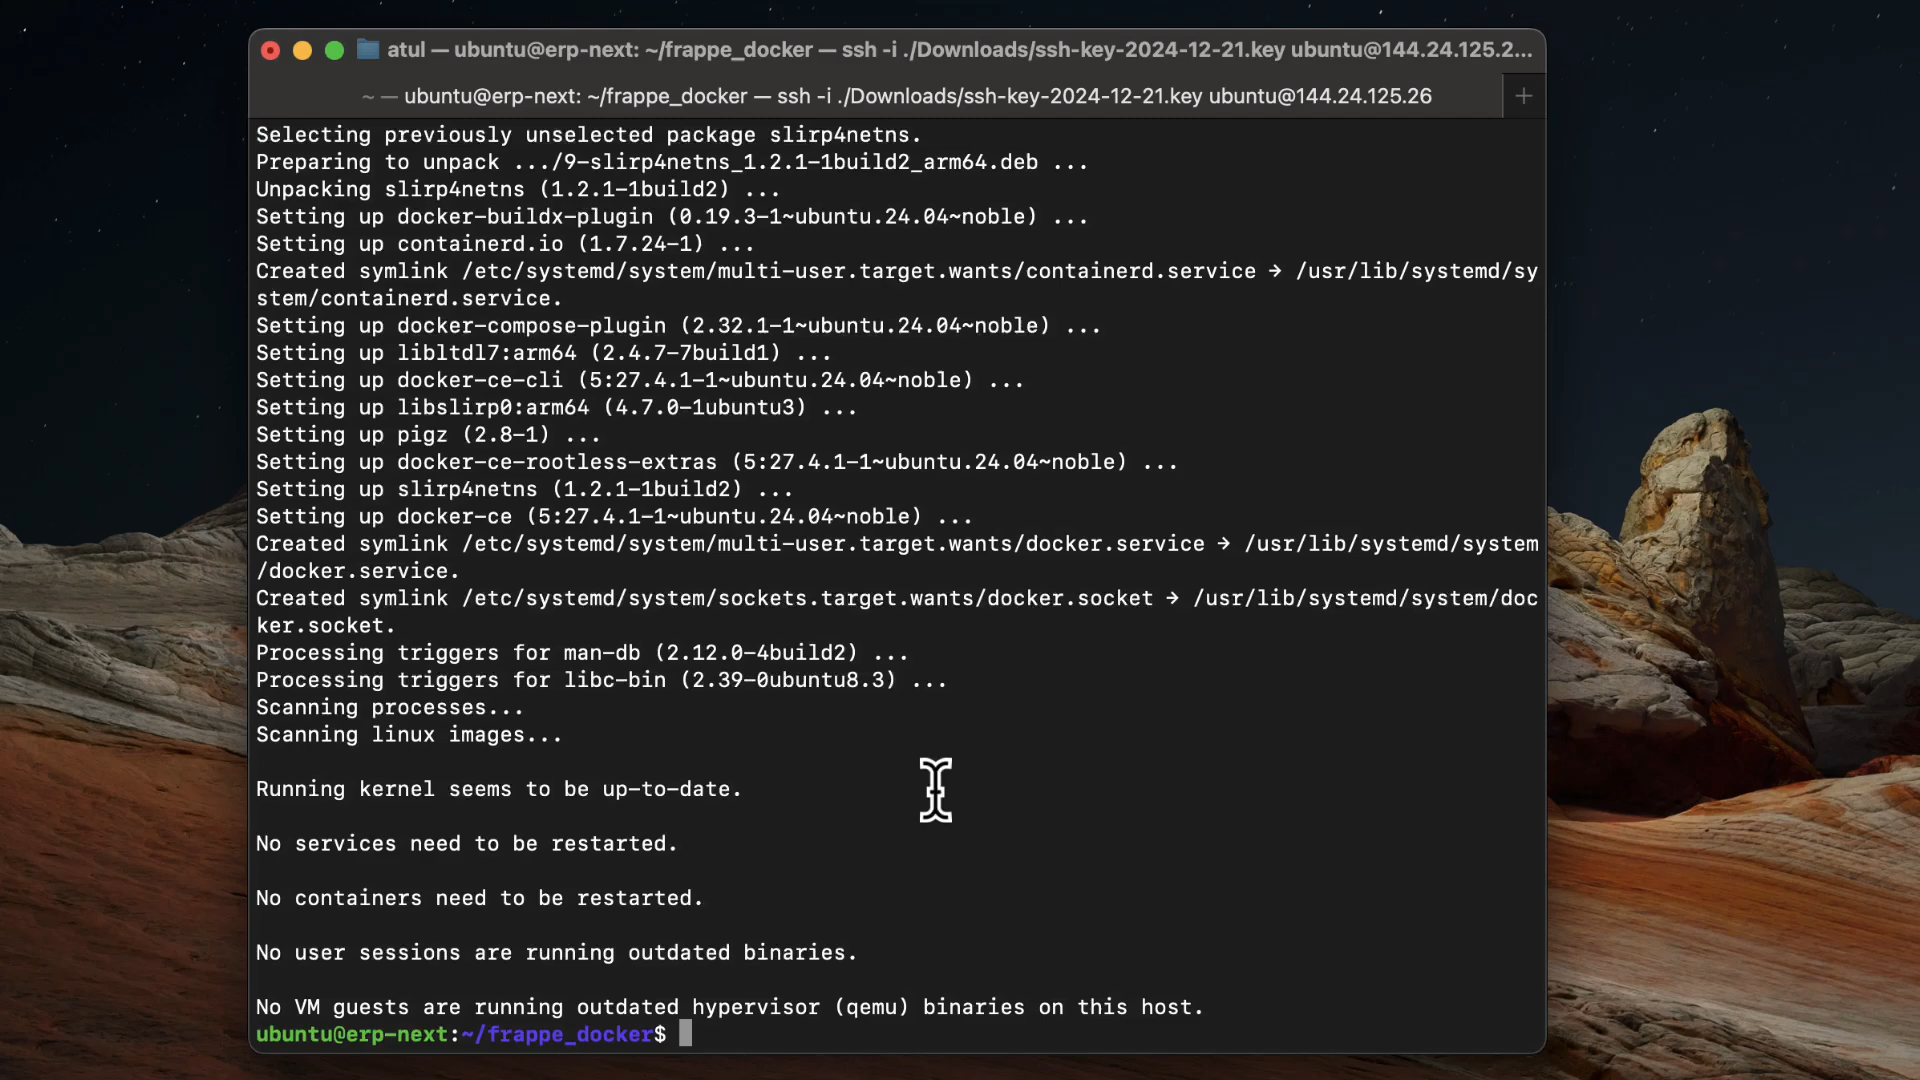 atul — ubuntu@erp-next: ~/frappe_docker — ssh -i ./Downloads/ssh-key-2024-12-21.key ubuntu@144.24.125.2...
~ — ubuntu@erp-next: ~/frappe_docker — ssh -i ./Downloads/ssh-key-2024-12-21.key ubuntu@144.24.125.26
Selecting previously unselected package slirp4netns.
Preparing to unpack .../9-slirp4netns_1.2.1-1build2_arm64.deb ...
Unpacking slirp4netns (1.2.1-1build2) ...
Setting up docker-buildx-plugin (0.19.3-1~ubuntu.24.04~noble) ...
Setting up containerd.io (1.7.24-1) ...
Created symlink /etc/systemd/system/multi-user.target.wants/containerd.service → /usr/lib/systemd/sy
stem/containerd.service.
Setting up docker-compose-plugin (2.32.1-1~ubuntu.24.04~noble) ...
Setting up libltdl7:arm64 (2.4.7-7build1) ...
Setting up docker-ce-cli (5:27.4.1-1~ubuntu.24.04~noble) ...
Setting up libslirp0:arm64 (4.7.0-1ubuntu3) ...
Setting up pigz (2.8-1) ...
Setting up docker-ce-rootless-extras (5:27.4.1-1~ubuntu.24.04~noble) ...
Setting up slirp4netns (1.2.1-1build2) ...
Setting up docker-ce (5:27.4.1-1~ubuntu.24.04~noble) ...
Created symlink /etc/systemd/system/multi-user.target.wants/docker.service → /usr/lib/systemd/system
/docker.service.
Created symlink /etc/systemd/system/sockets.target.wants/docker.socket → /usr/lib/systemd/system/doc
ker.socket.
Processing triggers for man-db (2.12.0-4build2) ...
Processing triggers for libc-bin (2.39-0ubuntu8.3) ...
Scanning processes...
Scanning linux images...
Running kernel seems to be up-to-date.
No services need to be restarted.
No containers need to be restarted.
No user sessions are running outdated binaries.
No VM guests are running outdated hypervisor (qemu) binaries on this host.
ubuntu@erp-next:~/frappe_docker$